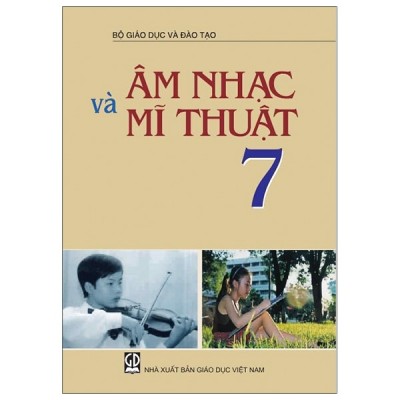 BỘ GIÁO DỤC VÀ ĐÀO TẠO
ÂM NHẠC
và MĨ THUẬT
7
GD
NHÀ XUẤT BẢN GIÁO DỤC VIỆT NAM